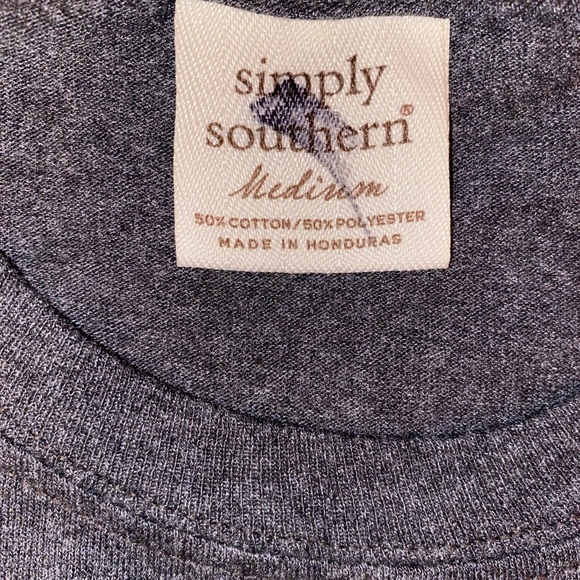 simply
southern®
Medium
50% COTTON/50% POLYESTER
MADE IN HONDURAS